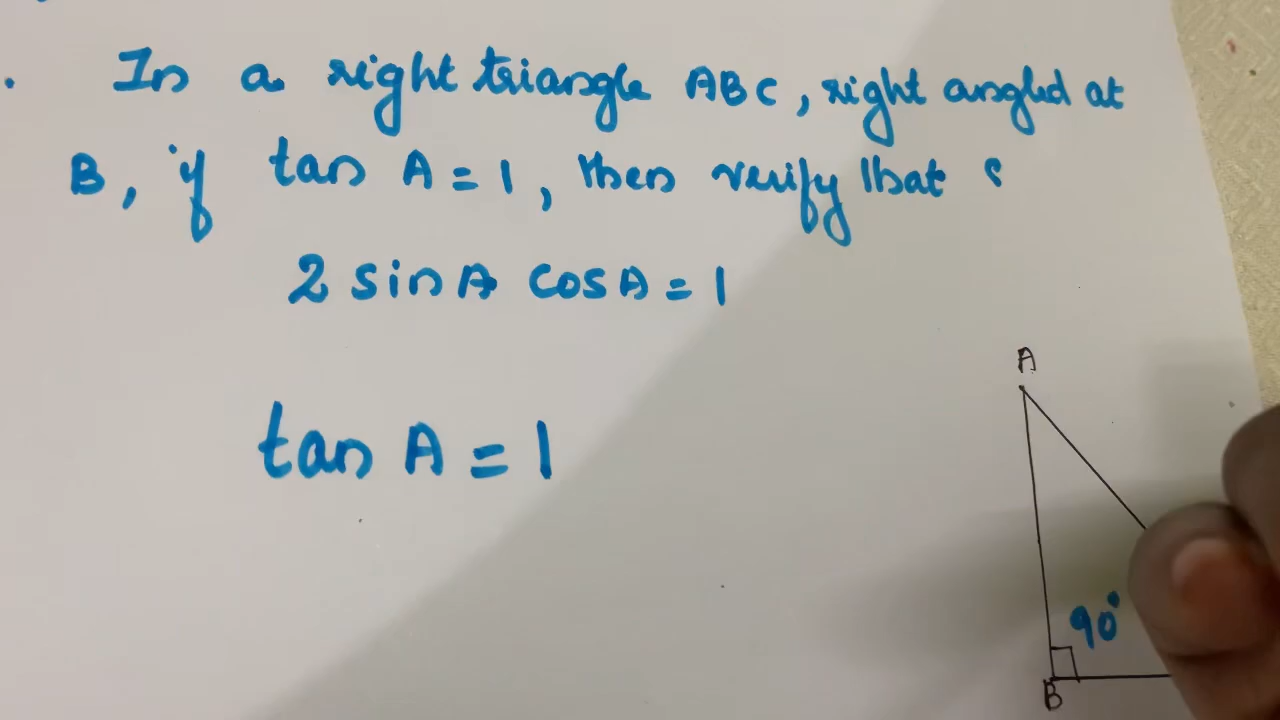 In a right triangle ABC, right angled at
B, if tan A = 1, then verify that
2 sin A cos A = 1
tan A = 1
A
90°
B